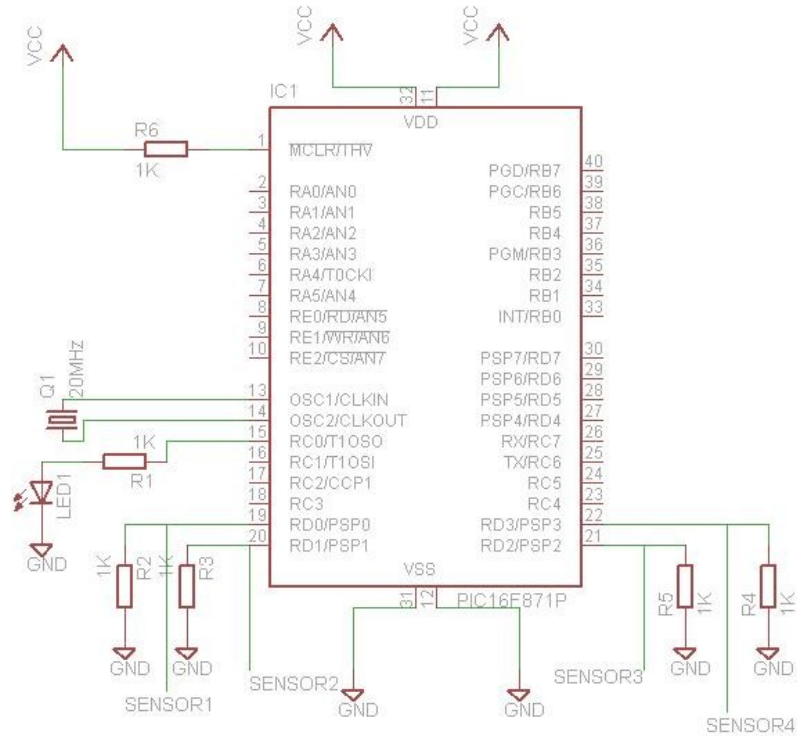 VCC
VCC
VCC
IC1
32
11
VDD
R6
1K
1
MCLR/THV
2
RA0/AN0
3
RA1/AN1
4
RA2/AN2
5
RA3/AN3
6
RA4/T0CKI
7
RA5/AN4
8
RE0/RD/AN5
9
RE1/WR/AN6
10
RE2/CS/AN7
13
OSC1/CLKIN
14
OSC2/CLKOUT
15
RC0/T1OSO
16
RC1/T1OSI
17
RC2/CCP1
18
RC3
19
RD0/PSP0
20
RD1/PSP1
PGD/RB7
40
PGC/RB6
39
RB5
38
RB4
37
PGM/RB3
36
RB2
35
RB1
34
INT/RB0
33
PSP7/RD7
30
PSP6/RD6
29
PSP5/RD5
28
PSP4/RD4
27
RX/RC7
26
TX/RC6
25
RC5
24
RC4
23
RD3/PSP3
22
RD2/PSP2
21
VSS
31
12
PIC16F871P
Q1
20MHz
1K
R1
LED1
GND
1K
R2
1K
R3
R5
1K
R4
1K
GND
GND
GND
GND
GND
GND
SENSOR1
SENSOR2
SENSOR3
SENSOR4